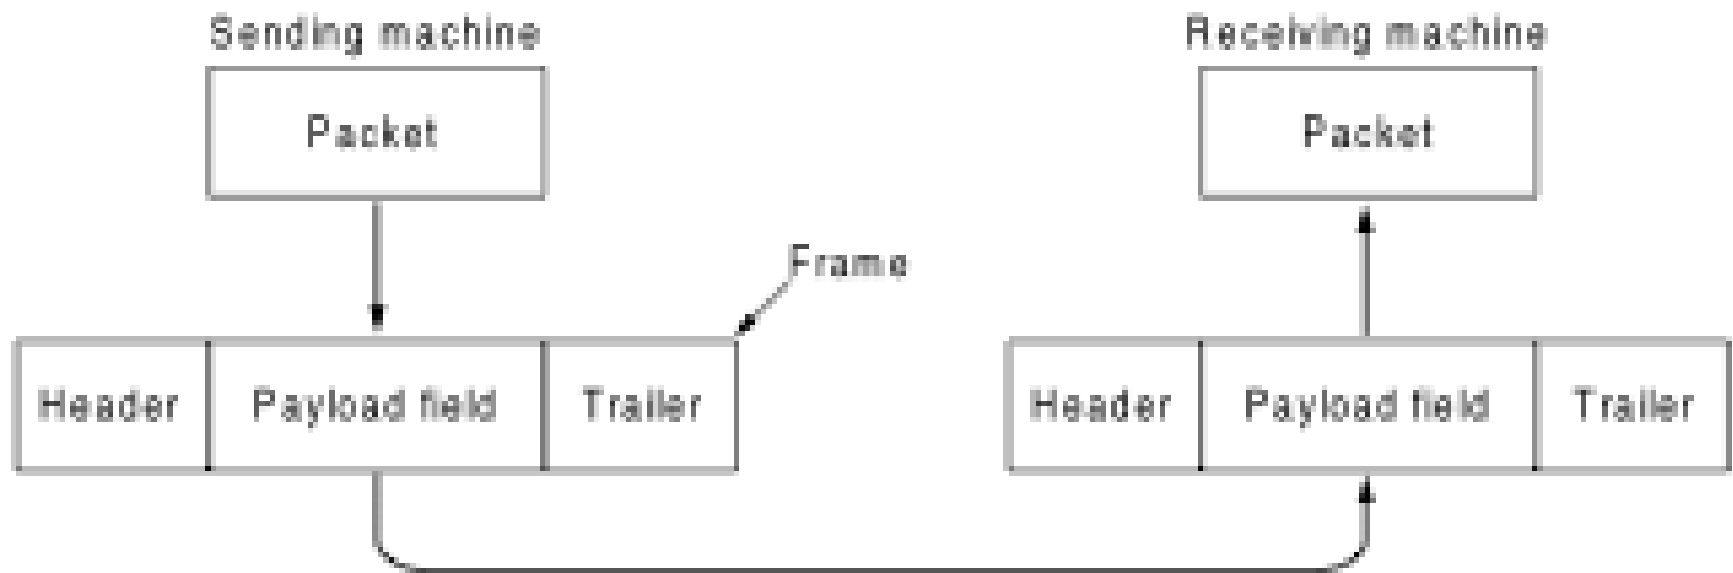 Sending machine
Receiving machine
Packet
Packet
Frame
Header
Payload field
Trailer
Header
Payload field
Trailer